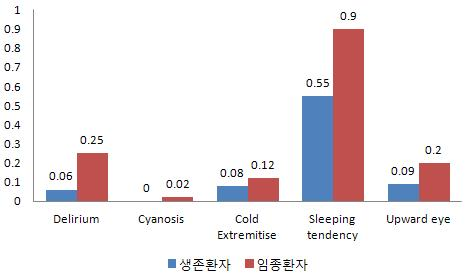 1
0.9
0.8
0.7
0.6
0.5
0.4
0.3
0.2
0.1
0
0.06
0.25
0
0.02
0.08
0.12
0.55
0.9
0.09
0.2
Delirium
Cyanosis
Cold
Extremitise
Sleeping
tendency
Upward eye
생존환자
임종환자